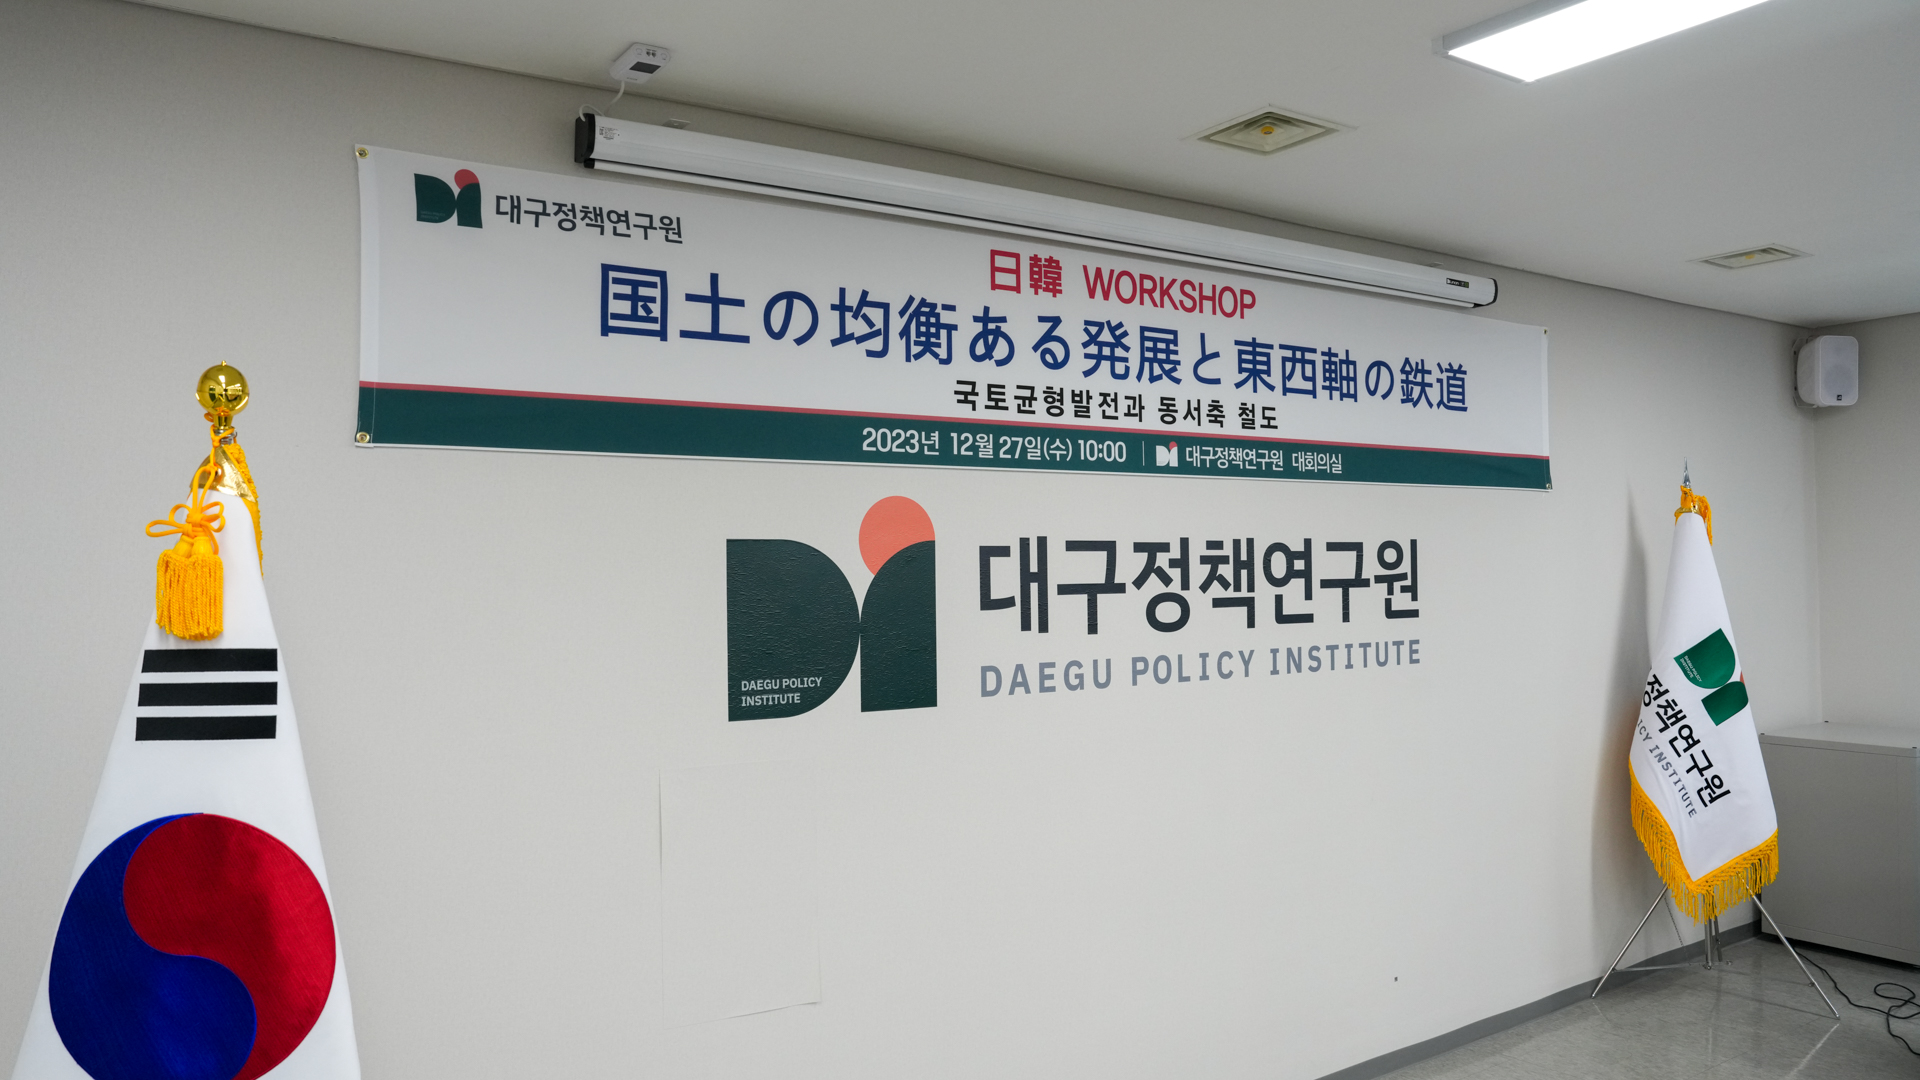 대구정책연구원
日韓 WORKSHOP
国土の均衡ある発展と東西軸の鉄道
국토균형발전과 동서축 철도
2023년 12월 27일(수) 10:00
대구정책연구원 대회의실
대구정책연구원
DAEGU POLICY INSTITUTE
DAEGU POLICY
INSTITUTE
정책연구원
ICY INSTITUTE